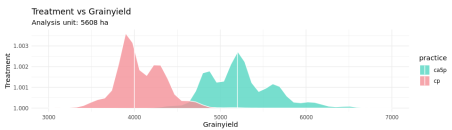 Treatment vs Grainyield
Analysis unit: 5608 ha
Treatment
1.003
1.002
1.001
1.000
3000 4000 5000 6000 7000
Grainyield
practice
caSp
cp